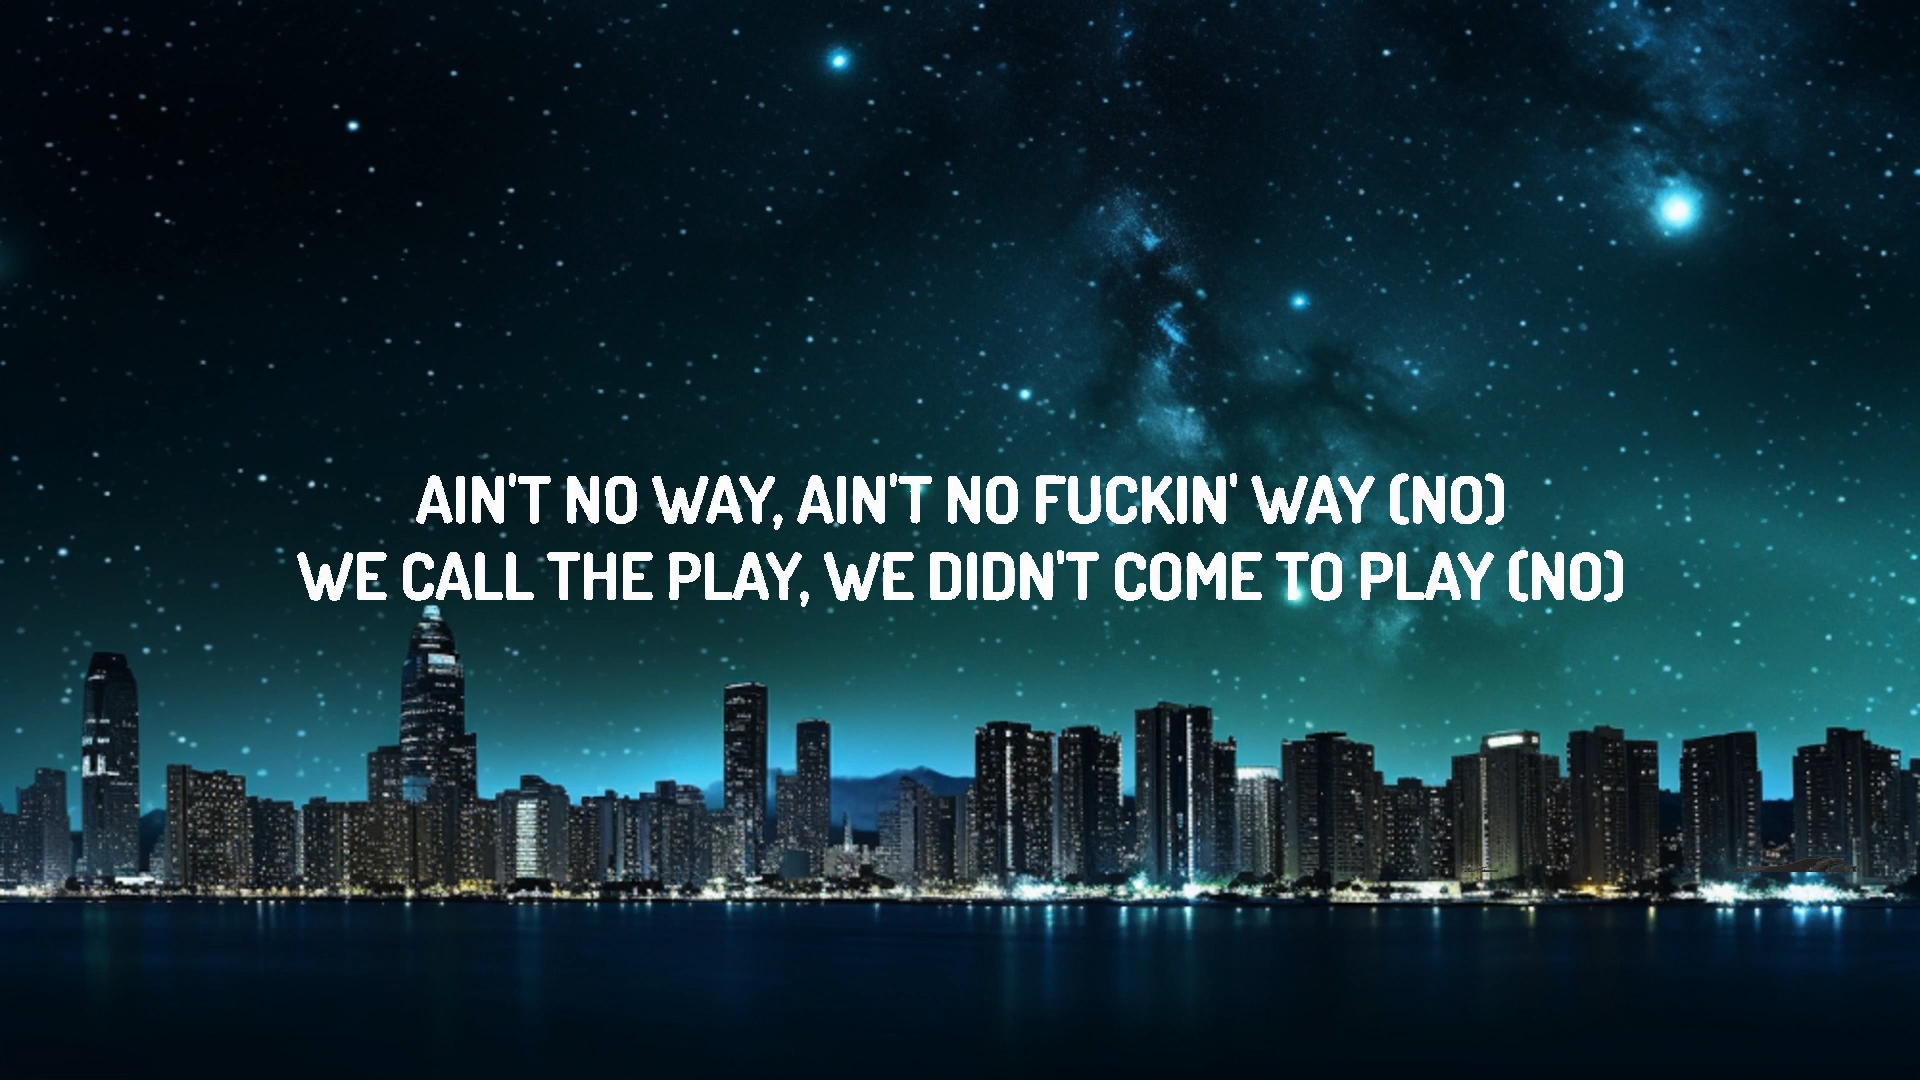 AIN'T NO WAY, AIN'T NO FUCKIN' WAY (NO)
WE CALL THE PLAY, WE DIDN'T COME TO PLAY (NO)